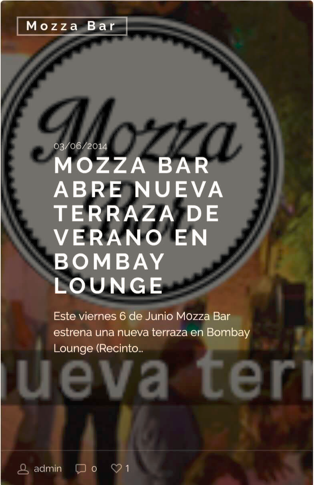 Mozza Bar
Mozza
03/06/2014
MOZZA BAR
ABRE NUEVA
TERRAZA DE
VERANO EN
BOMBAY
LOUNGE
Este viernes 6 de Junio M0zza Bar
estrena una nueva terraza en Bombay
Lounge (Recinto...
nueva terr
admin 0 1